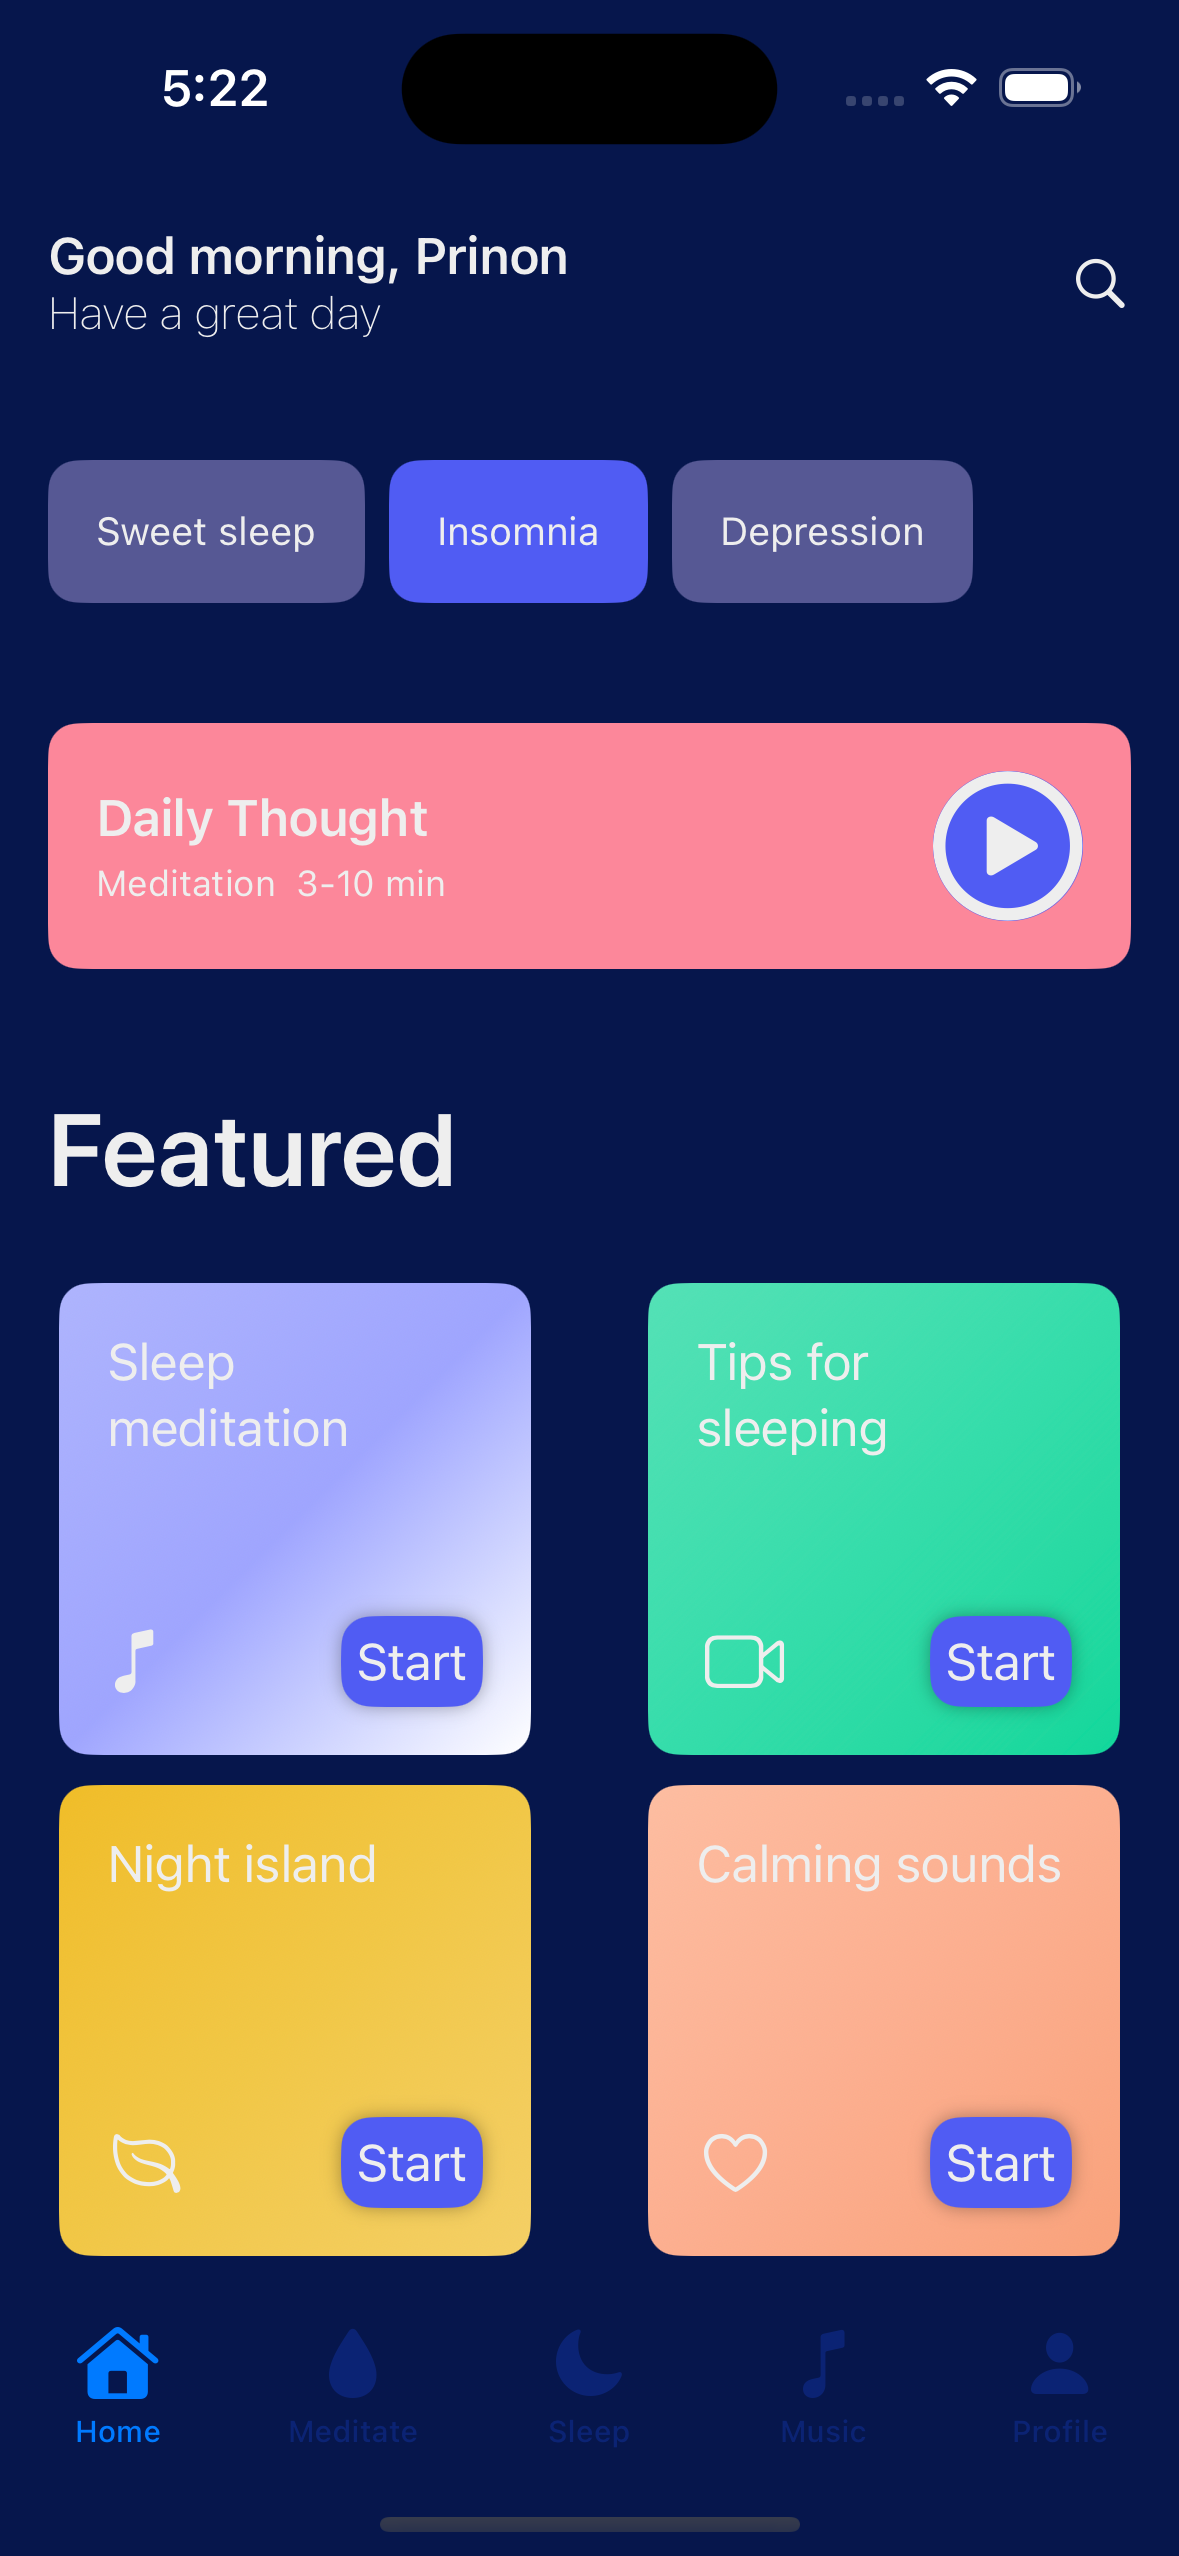 5:22
Good morning, Prinon
Have a great day
Sweet sleep
Insomnia
Depression
Daily Thought
Meditation 3-10 min
Featured
Sleep
meditation
Start
Tips for
sleeping
Start
Night island
Start
Calming sounds
Start
Home
Meditate
Sleep
Music
Profile